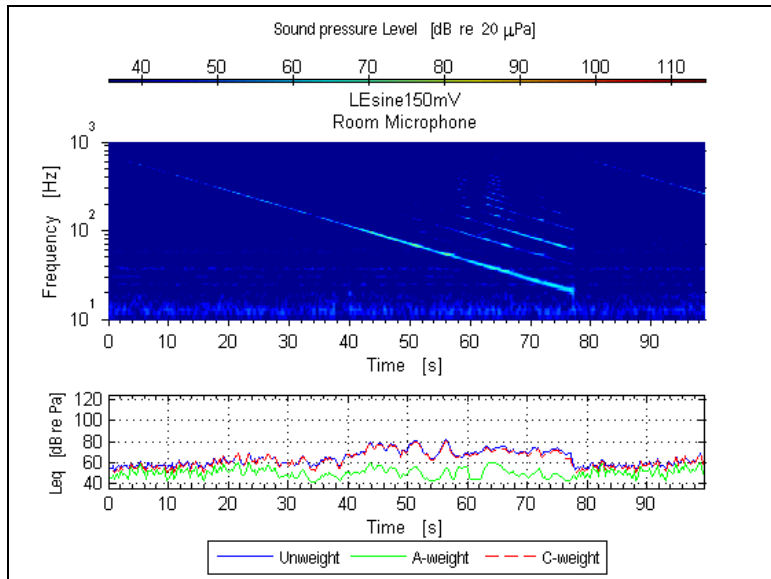 Sound pressure Level [dB re 20 μPa]
40 50 60 70 80 90 100 110
LEsine150mV
Room Microphone
Frequency [Hz]
10³
10²
10¹
0 10 20 30 40 50 60 70 80 90
Time [s]
Leq [dB re Pa]
120
100
80
60
40
0 10 20 30 40 50 60 70 80 90
Time [s]
Unweight A-weight C-weight